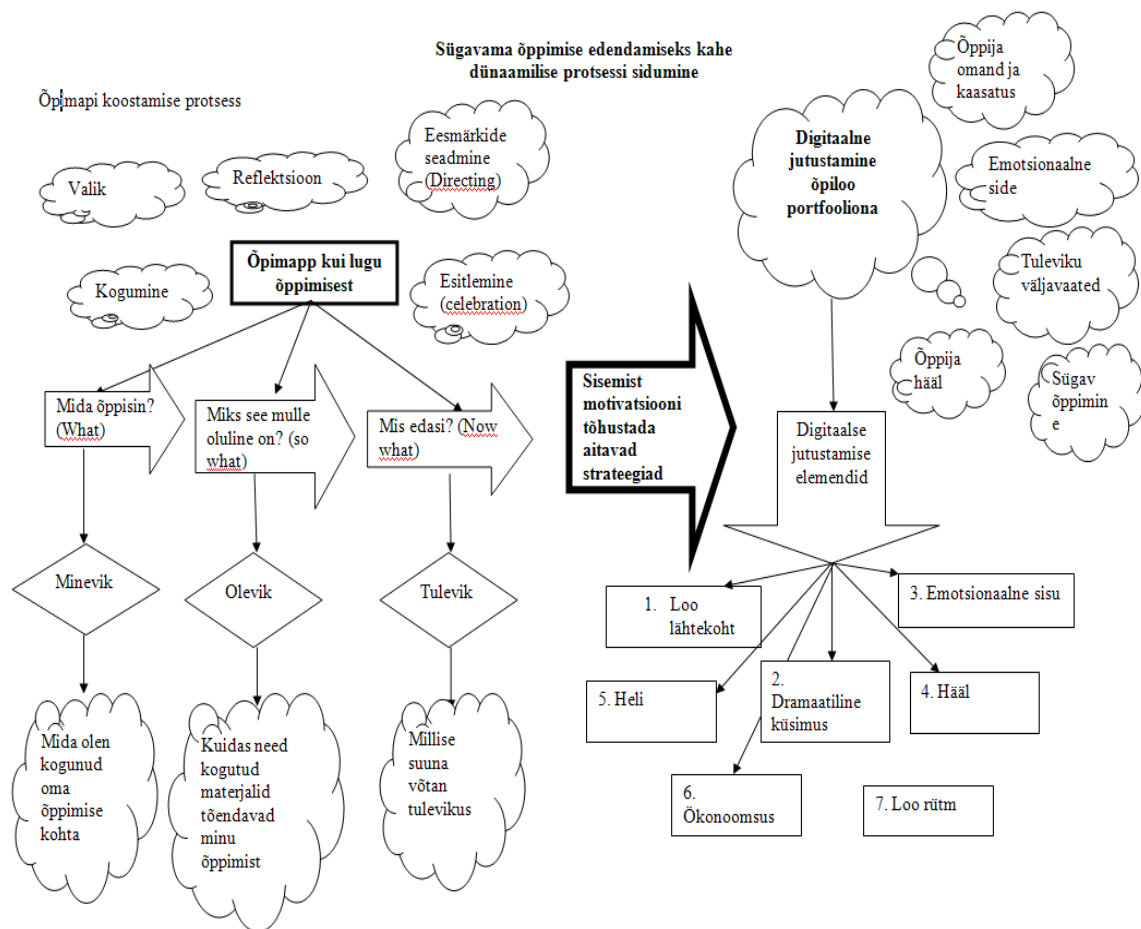 Sügavama õppimise edendamiseks kahe
dünaamilise protsessi sidumine
Õpimapi koostamise protsess
Valik
Reflektsioon
Eesmärkide
seadmine
(Directing)
Kogumine
Õpimapp kui lugu
õppimisest
Esitlemine
(celebration)
Mida õppisin?
(What)
Miks see mulle
oluline on? (so
what)
Mis edasi? (Now
what)
Minevik
Olevik
Tulevik
Mida olen
kogunud
oma
õppimise
kohta
Kuidas need
kogutud
materjalid
tõendavad
minu
õppimist
Millise
suuna
võtan
tulevikus
Sisemist
motivatsiooni
tõhustada
aitavad
strateegiad
Digitaalne
jutustamine
õpiloo
portfooliona
Õppija
omand ja
kaasatus
Emotsionaalne
side
Tuleviku
väljavaated
Õppija
hääl
Sügav
õppimin
e
Digitaalse
jutustamise
elemendid
1. Loo
lähtekoht
3. Emotsionaalne sisu
5. Heli
2.
Dramaatiline
küsimus
4. Hääl
6.
Ökonoomsus
7. Loo rütm